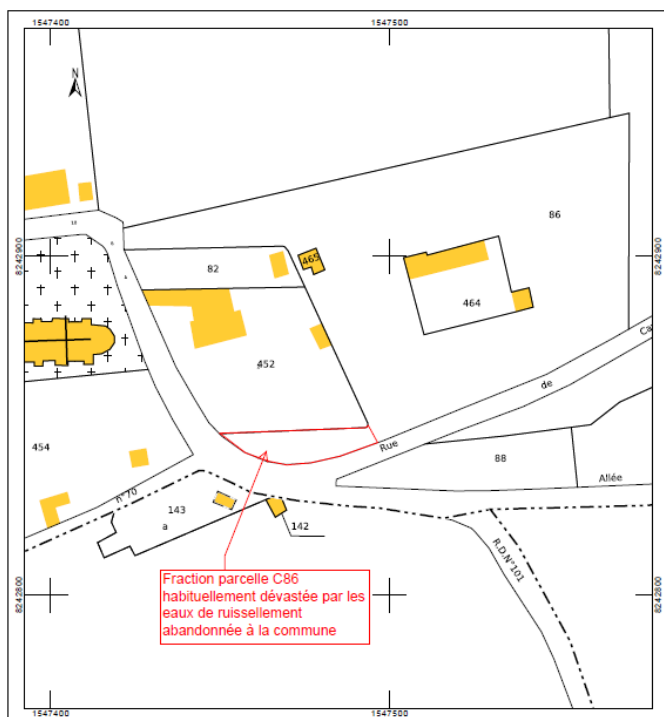 1547400
1547500
N
8242900
8242900
86
82
465
464
452
454
Rue
de
88
Allée
n°70
143
a
142
R.D.N°101
Fraction parcelle C86
habituellement dévastée par les
eaux de ruissellement
abandonnée à la commune
8242800
8242800
1547400
1547500